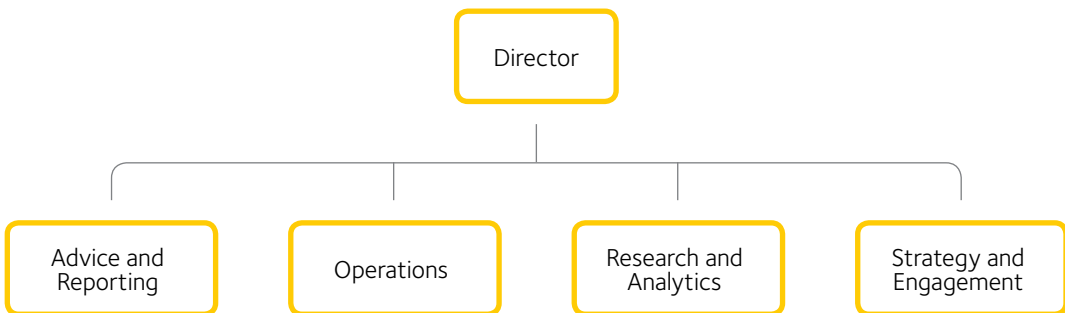 Director
Advice and
Reporting
Operations
Research and
Analytics
Strategy and
Engagement